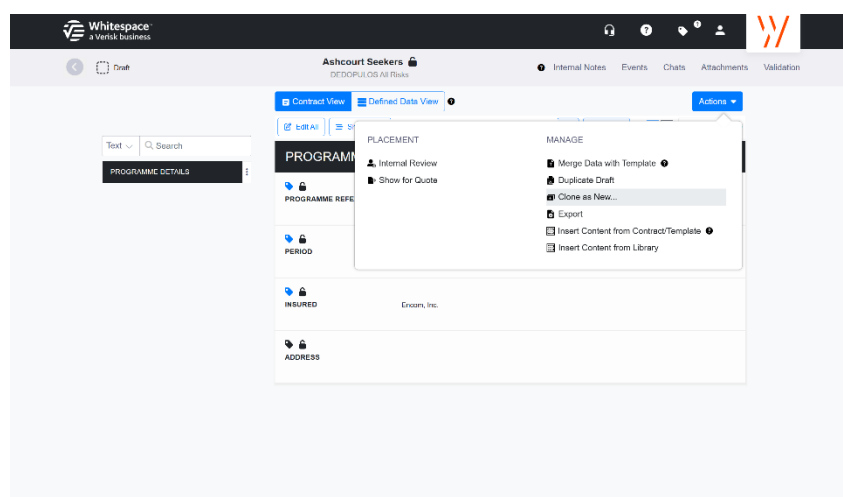 Whitespace
a Verisk business
Draft
Ashcourt Seekers
DEDOPULOS All Risks
Internal Notes Events Chats Attachments Validation
Contract View Defined Data View
Actions
Edit All
Text Search
PROGRAMME DETAILS
PROGRAMM
PLACEMENT
Internal Review
Show for Quote
MANAGE
Merge Data with Template
Duplicate Draft
Clone as New...
Export
Insert Content from Contract/Template
Insert Content from Library
PROGRAMME REFE
PERIOD
INSURED Encom, Inc.
ADDRESS